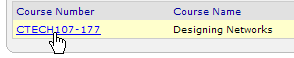 Course Number Course Name
CTECH107-177 Designing Networks